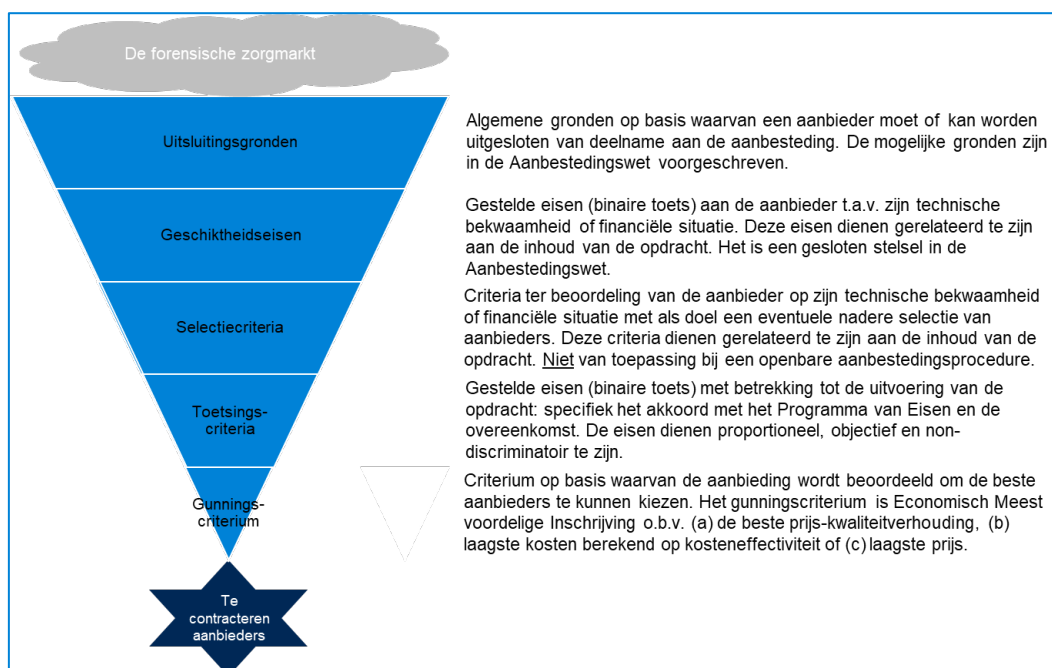 De forensische zorgmarkt
Uitsluitingsgronden
Algemene gronden op basis waarvan een aanbieder moet of kan worden
uitgesloten van deelname aan de aanbesteding. De mogelijke gronden zijn
in de Aanbestedingswet voorgeschreven.
Geschiktheidseisen
Gestelde eisen (binaire toets) aan de aanbieder t.a.v. zijn technische
bekwaamheid of financiële situatie. Deze eisen dienen gerelateerd te zijn
aan de inhoud van de opdracht. Het is een gesloten stelsel in de
Aanbestedingswet.
Selectiecriteria
Criteria ter beoordeling van de aanbieder op zijn technische bekwaamheid
of financiële situatie met als doel een eventuele nadere selectie van
aanbieders. Deze criteria dienen gerelateerd te zijn aan de inhoud van de
opdracht. Niet van toepassing bij een openbare aanbestedingsprocedure.
Toetsings-
criteria
Gestelde eisen (binaire toets) met betrekking tot de uitvoering van de
opdracht: specifiek het akkoord met het Programma van Eisen en de
overeenkomst. De eisen dienen proportioneel, objectief en non-
discriminatoir te zijn.
Gunnings-
criterium
Criterium op basis waarvan de aanbieding wordt beoordeeld om de beste
aanbieders te kunnen kiezen. Het gunningscriterium is Economisch Meest
voordelige Inschrijving o.b.v. (a) de beste prijs-kwaliteitverhouding, (b)
laagste kosten berekend op kosteneffectiviteit of (c) laagste prijs.
Te
contracteren
aanbieders